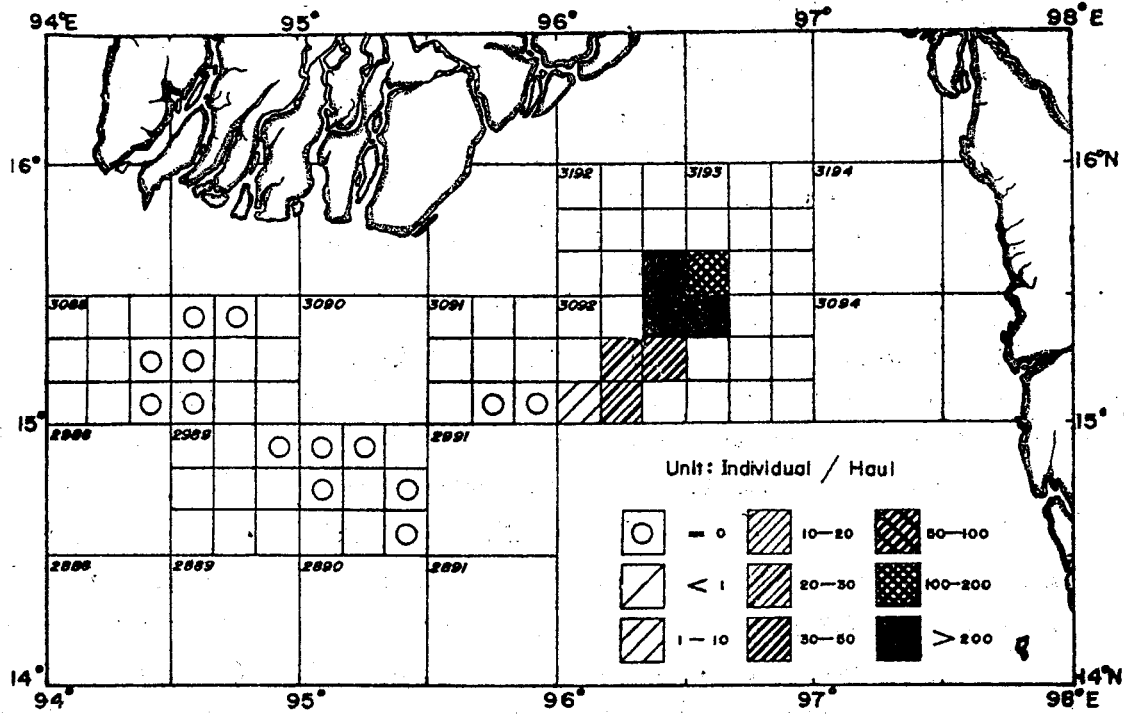 94°E 95° 96° 97° 98°E
16° 16°N
3192 3193 3194
3088 3090 3091 3092 3094
15° 15°
2988 2989 2991
Unit: Individual / Haul
= 0 10—20 50—100
< 1 20—30 100—200
1—10 30—50 > 200
2888 2889 2890 2891
14° 14°N
94° 95° 96° 97° 98°E